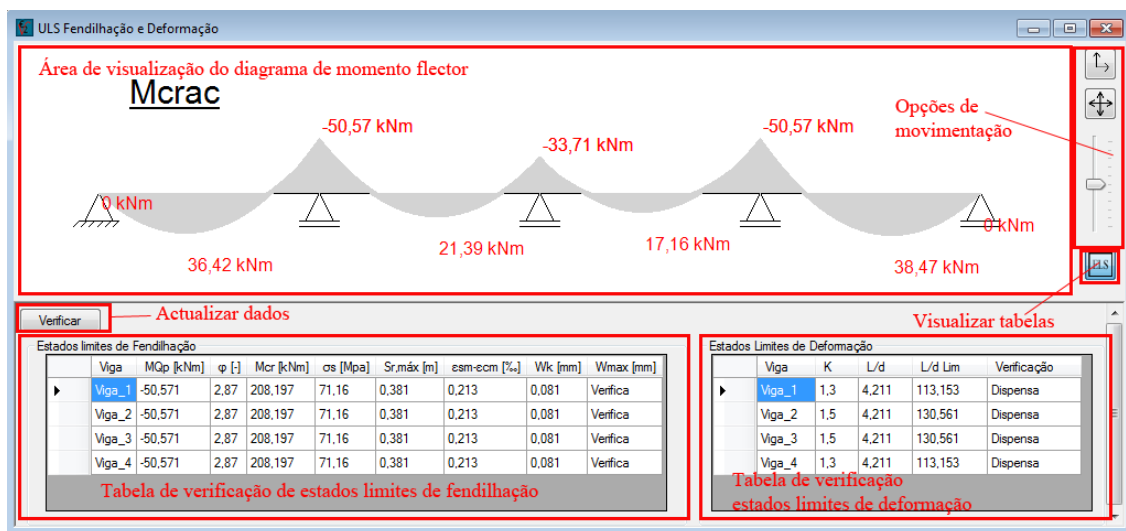 ULS Fendilhação e Deformação
Área de visualização do diagrama de momento flector
Mcrac
-50,57 kNm
-33,71 kNm
-50,57 kNm
Opções de
movimentação
0 kNm
0 kNm
36,42 kNm
21,39 kNm
17,16 kNm
38,47 kNm
ELS
Verificar
Actualizar dados
Visualizar tabelas
Estados limites de Fendilhação
Viga MQp [kNm] φ [-] Mcr [kNm] σs [Mpa] Sr,máx [m] εsm-εcm [‰] Wk [mm] Wmax [mm]
Viga_1 -50,571 2,87 208,197 71,16 0,381 0,213 0,081 Verifica
Viga_2 -50,571 2,87 208,197 71,16 0,381 0,213 0,081 Verifica
Viga_3 -50,571 2,87 208,197 71,16 0,381 0,213 0,081 Verifica
Viga_4 -50,571 2,87 208,197 71,16 0,381 0,213 0,081 Verifica
Tabela de verificação de estados limites de fendilhação
Estados Limites de Deformação
Viga K L/d L/d Lim Verificação
Viga_1 1,3 4,211 113,153 Dispensa
Viga_2 1,5 4,211 130,561 Dispensa
Viga_3 1,5 4,211 130,561 Dispensa
Viga_4 1,3 4,211 113,153 Dispensa
Tabela de verificação
estados limites de deformação